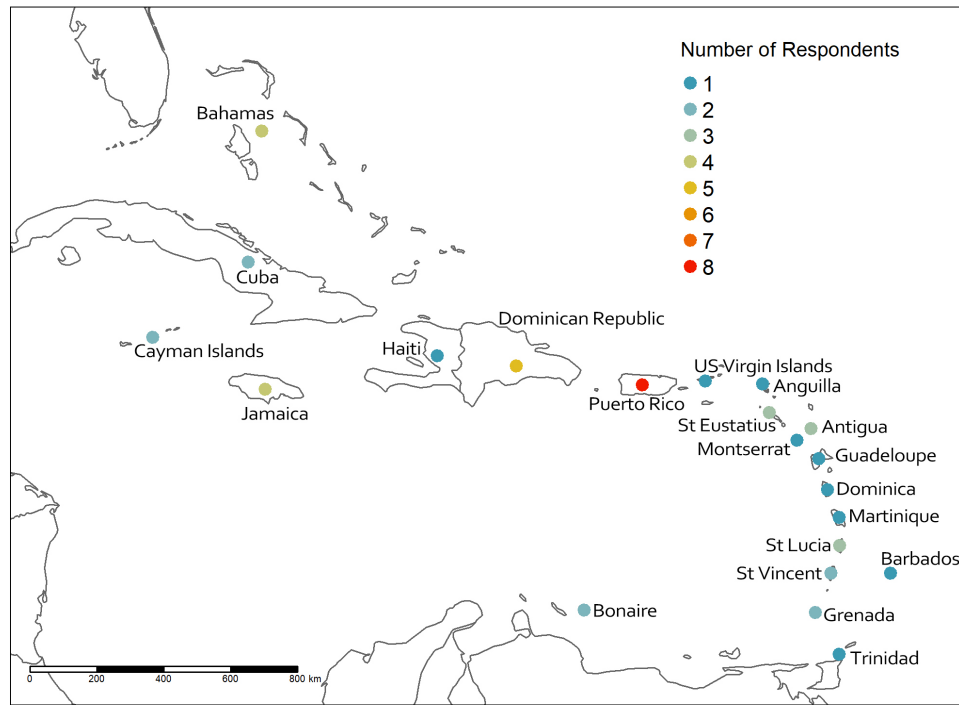 Number of Respondents
1
2
3
4
5
6
7
8
Bahamas
Cuba
Cayman Islands
Jamaica
Haiti
Dominican Republic
Puerto Rico
US Virgin Islands
Anguilla
St Eustatius
Antigua
Montserrat
Guadeloupe
Dominica
Martinique
St Lucia
Barbados
St Vincent
Bonaire
Grenada
Trinidad
0 200 400 600 800 km